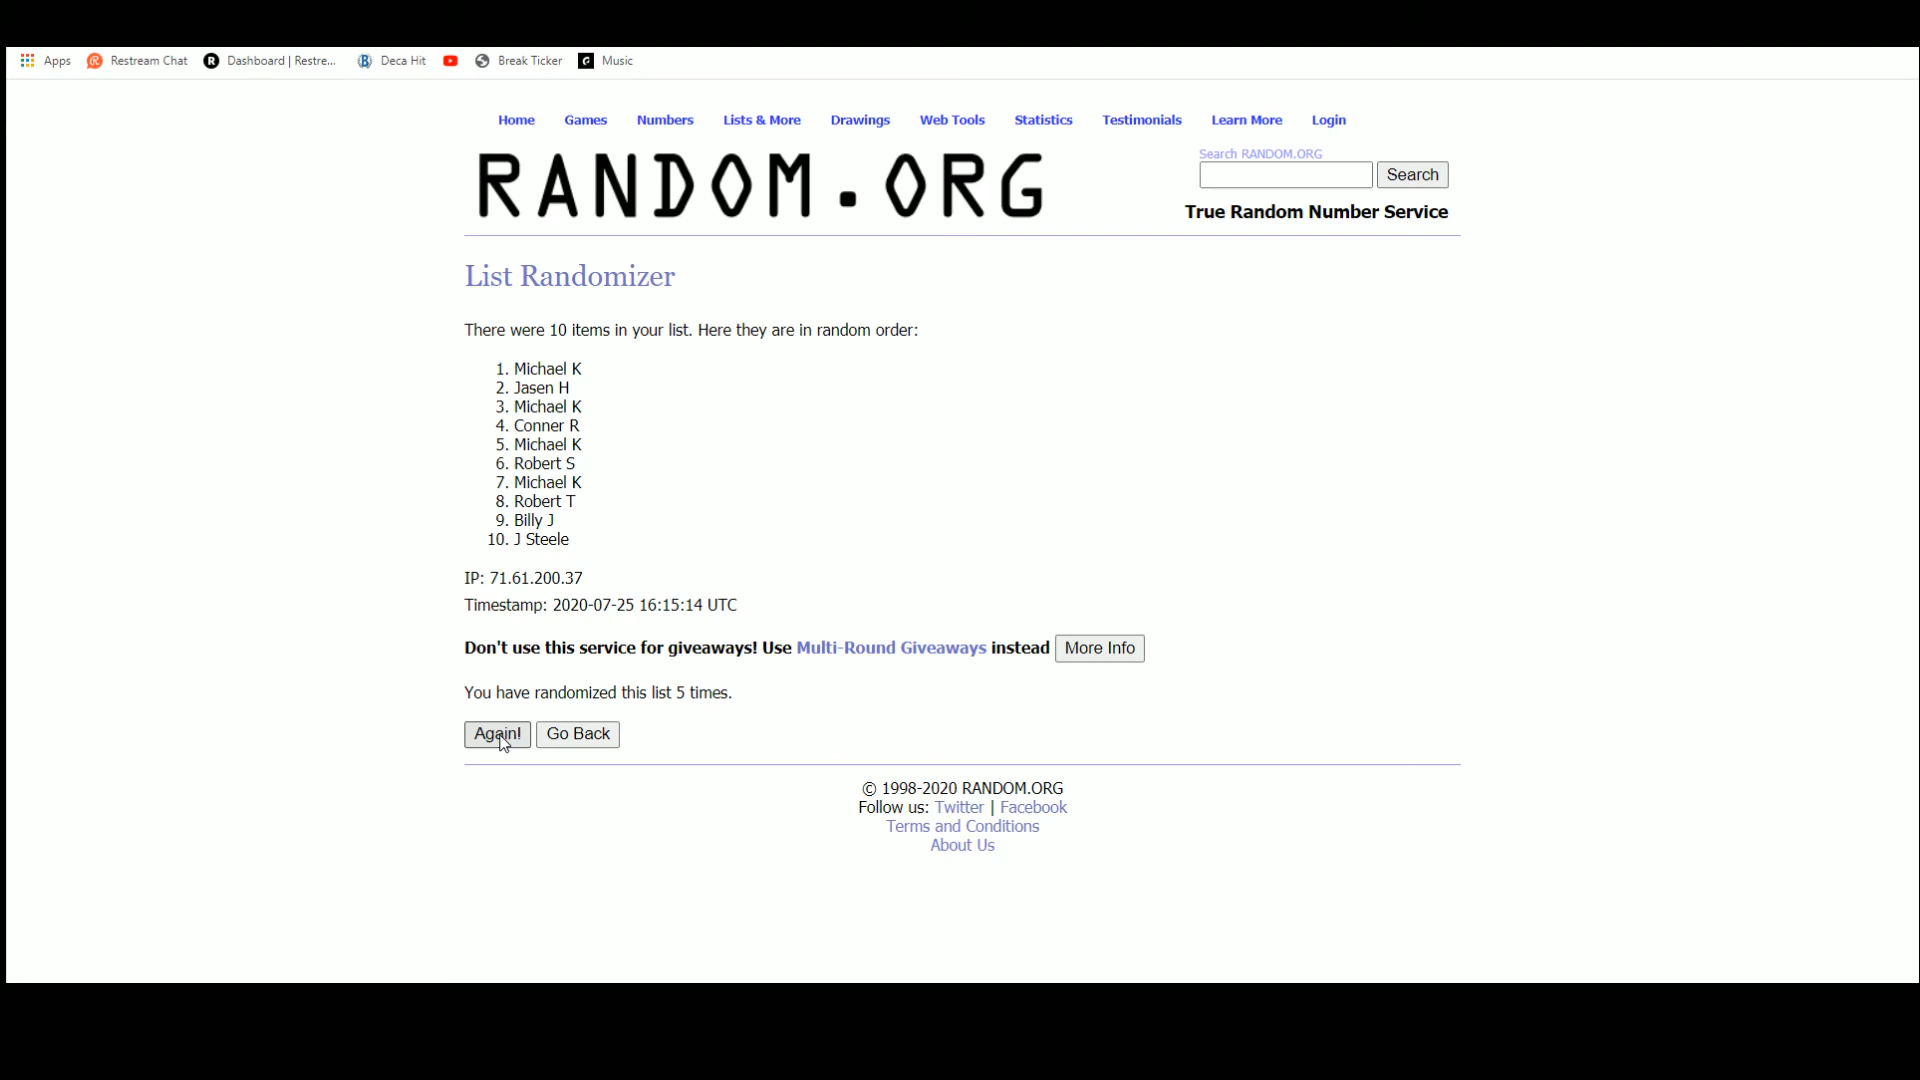 Apps Restream Chat Dashboard | Restre... Deca Hit Break Ticker Music
Home Games Numbers Lists & More Drawings Web Tools Statistics Testimonials Learn More Login
RANDOM.ORG
Search RANDOM.ORG
Search
True Random Number Service
List Randomizer
There were 10 items in your list. Here they are in random order:
1. Michael K
2. Jasen H
3. Michael K
4. Conner R
5. Michael K
6. Robert S
7. Michael K
8. Robert T
9. Billy J
10. J Steele
IP: 71.61.200.37
Timestamp: 2020-07-25 16:15:14 UTC
Don't use this service for giveaways! Use Multi-Round Giveaways instead More Info
You have randomized this list 5 times.
Again! Go Back
© 1998-2020 RANDOM.ORG
Follow us: Twitter | Facebook
Terms and Conditions
About Us